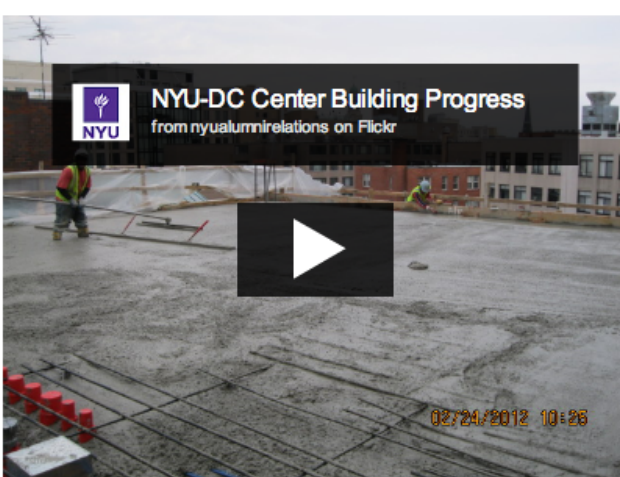 NYU-DC Center Building Progress
NYU
from nyualumnirelations on Flickr
02/24/2012 10:26